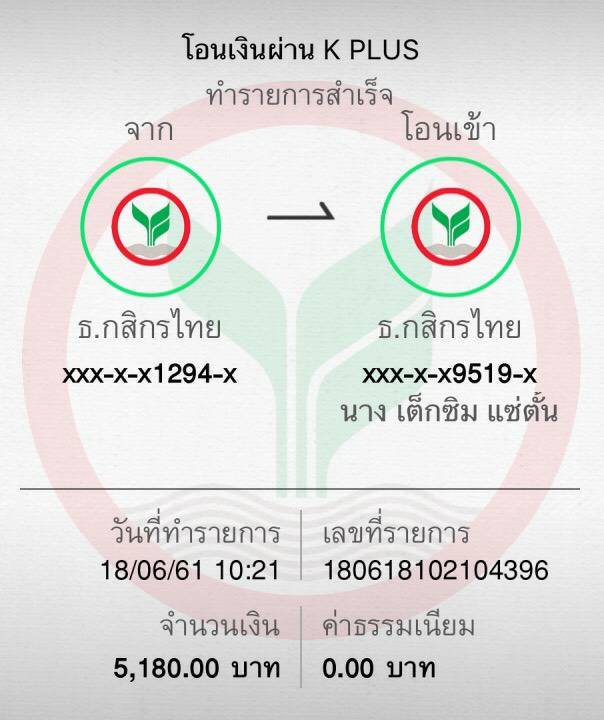 โอนเงินผ่าน K PLUS
ทำรายการสำเร็จ
จาก
โอนเข้า
ธ.กสิกรไทย
xxx-x-x1294-x
ธ.กสิกรไทย
xxx-x-x9519-x
นาง เต็กซิม แซ่ตั้น
วันที่ทำรายการ
18/06/61 10:21
เลขที่รายการ
180618102104396
จำนวนเงิน
5,180.00 บาท
ค่าธรรมเนียม
0.00 บาท